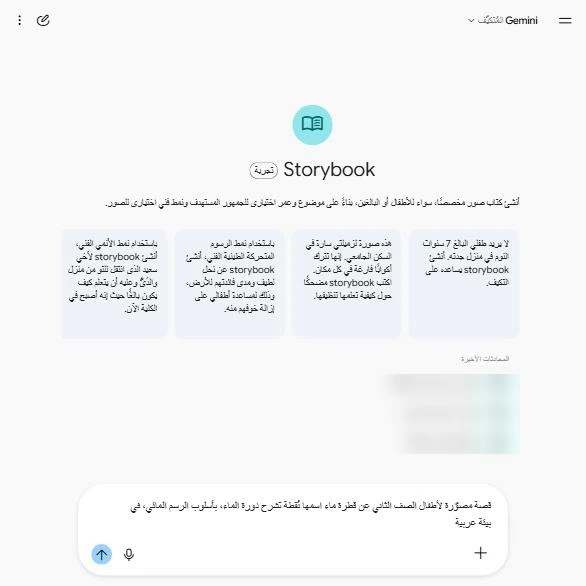 Gemini المُتكيِّف
Storybook تجربة
أنشئ كتاب صور مخصصًا، سواء للأطفال أو البالغين، بناءً على موضوع وعمر اختياري للجمهور المستهدف ونمط فني اختياري للصور.
لا يريد طفلي البالغ 7 سنوات
النوم في منزل جدته. أنشئ
storybook يساعده على
التكيف.
هذه صورة لزميلتي سارة في
السكن الجامعي. إنها تترك
أكوابًا فارغة في كل مكان.
اكتب storybook مضحكًا
حول كيفية تعلمها تنظيفها.
باستخدام نمط الرسوم
المتحركة الطينية الفني، أنشئ
storybook عن نحل
لطيف ومدى فائدتهم للأرض،
وذلك لمساعدة أطفالي على
إزالة خوفهم منه.
باستخدام نمط الأنمي الفني،
أنشئ storybook لأخي
سعيد الذي انتقل للتو من منزل
والديَّ وعليه أن يتعلم كيف
يكون بالغًا حيث إنه أصبح في
الكلية الآن.
المحادثات الأخيرة
قصة مصوّرة لأطفال الصف الثاني عن قطرة ماء اسمها نُقطة تشرح دورة الماء، بأسلوب الرسم المائي، في
بيئة عربية